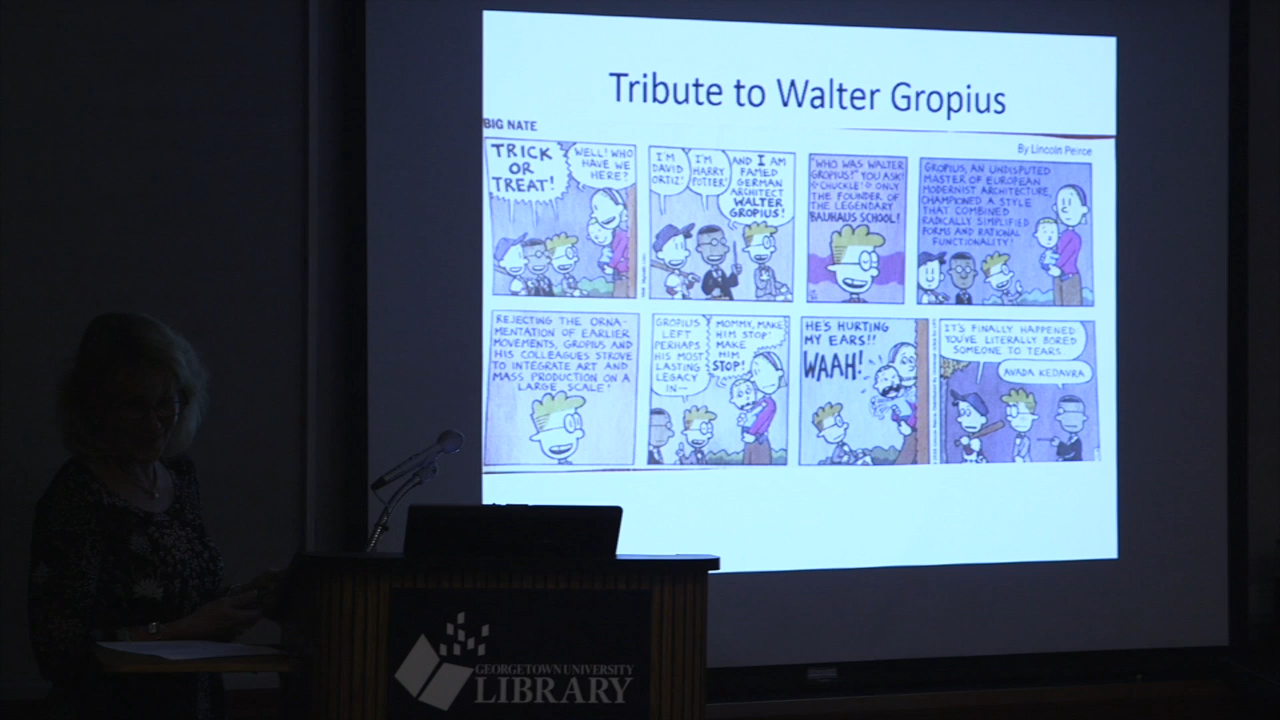 Tribute to Walter Gropius
BIG NATE
By Lincoln Peirce
TRICK
OR
TREAT!
WELL! WHO
HAVE WE
HERE?
I'M
DAVID
ORTIZ!
I'M
HARRY
POTTER!
AND I AM
FAMED
GERMAN
ARCHITECT
WALTER
GROPIUS!
"WHO WAS WALTER
GROPIUS?" YOU ASK!
*CHUCKLE!* ONLY
THE FOUNDER OF
THE LEGENDARY
BAUHAUS SCHOOL!
GROPIUS, AN UNDISPUTED
MASTER OF EUROPEAN
MODERNIST ARCHITECTURE,
CHAMPIONED A STYLE
THAT COMBINED
RADICALLY SIMPLIFIED
FORMS AND RATIONAL
FUNCTIONALITY!
REJECTING THE ORNA-
MENTATION OF EARLIER
MOVEMENTS, GROPIUS AND
HIS COLLEAGUES STROVE
TO INTEGRATE ART AND
MASS PRODUCTION ON A
LARGE SCALE!
GROPIUS
LEFT
PERHAPS
HIS MOST
LASTING
LEGACY
IN—
MOMMY, MAKE
HIM STOP!
MAKE
HIM
STOP!
HE'S HURTING
MY EARS!!
WAAH!
IT'S FINALLY HAPPENED
YOU'VE LITERALLY BORED
SOMEONE TO TEARS.
AVADA KEDAVRA
GEORGETOWN UNIVERSITY
LIBRARY